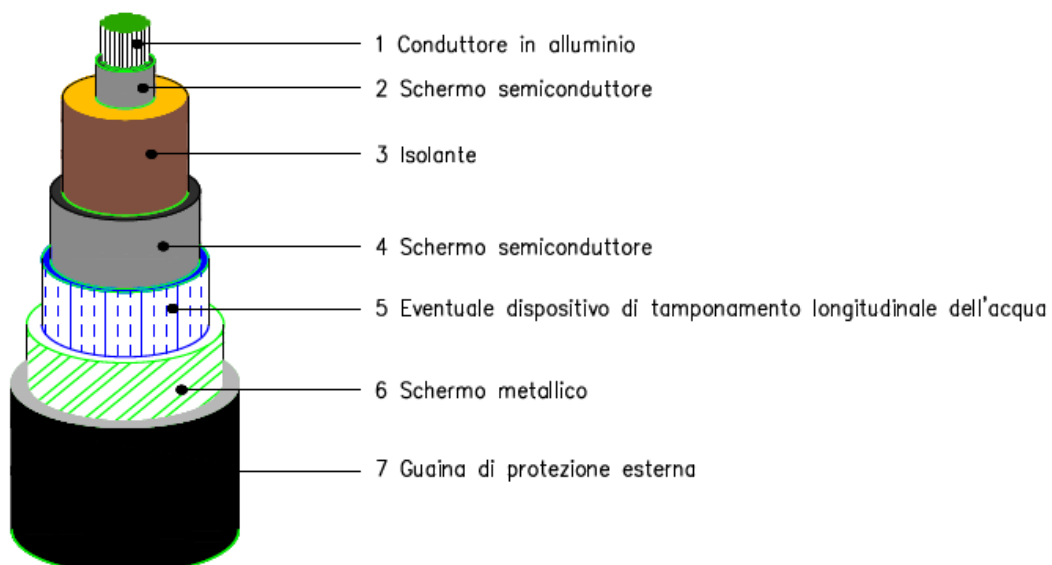 1 Conduttore in alluminio
2 Schermo semiconduttore
3 Isolante
4 Schermo semiconduttore
5 Eventuale dispositivo di tamponamento longitudinale dell'acqua
6 Schermo metallico
7 Guaina di protezione esterna